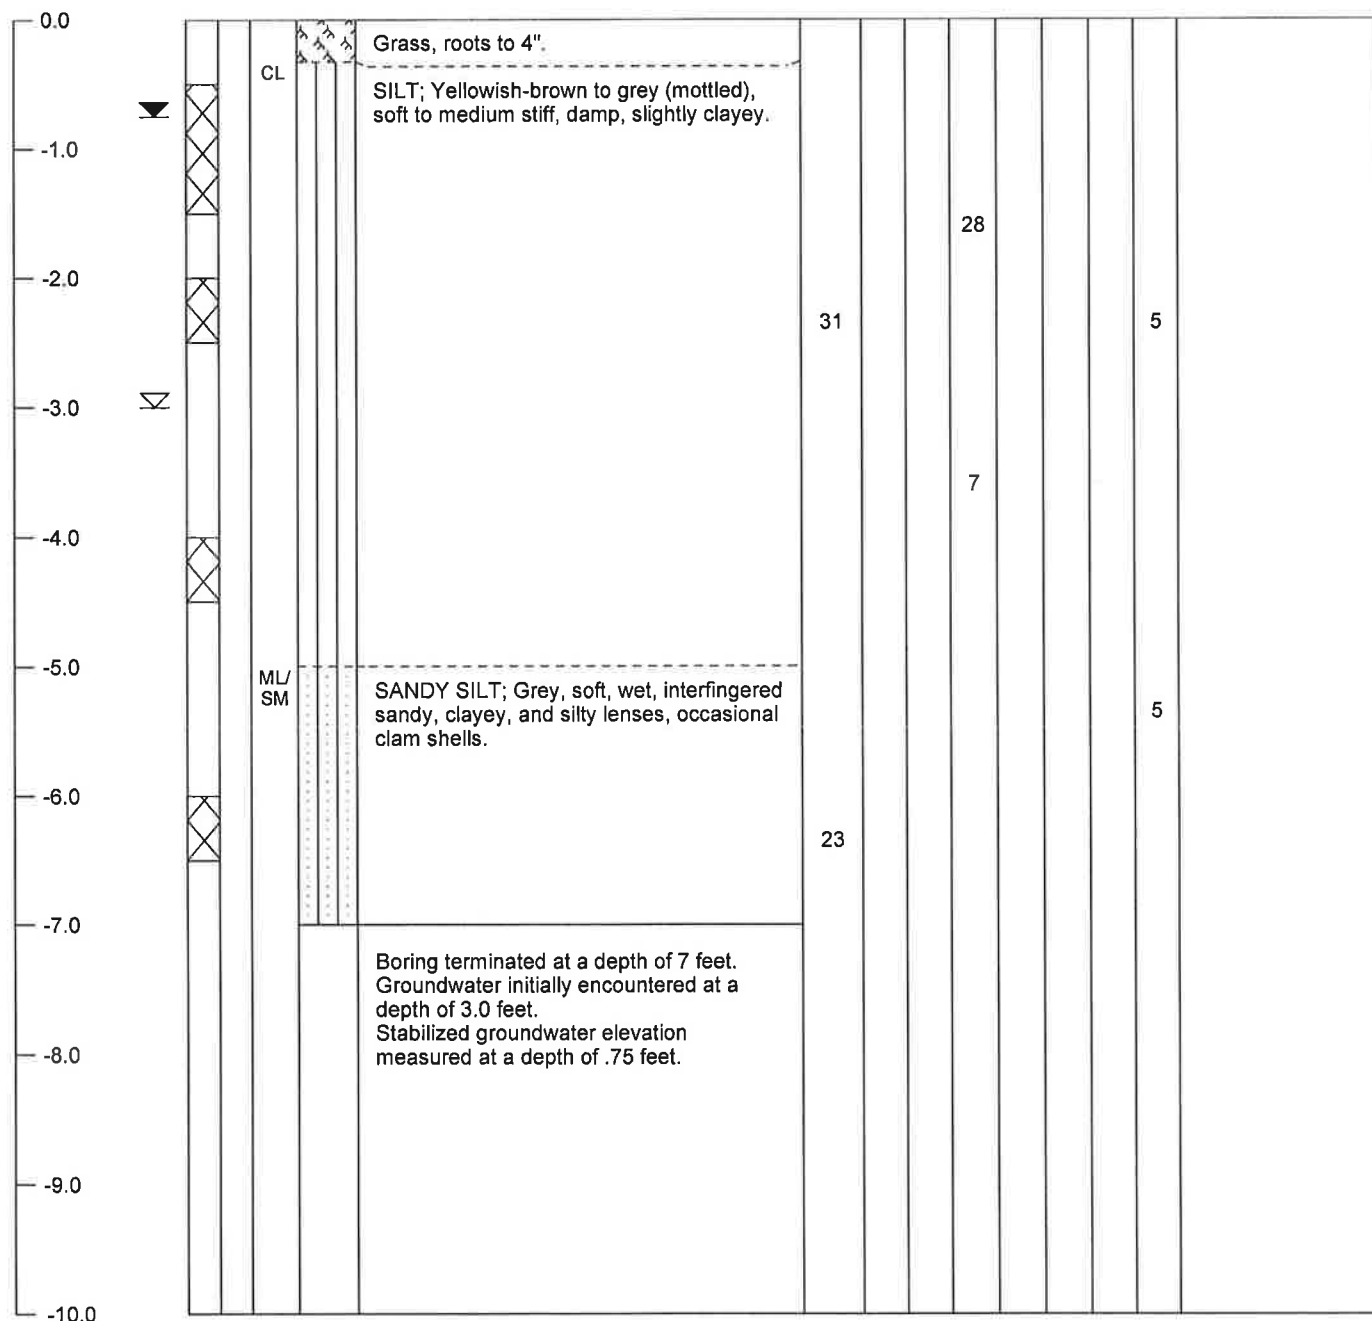 0.0
Grass, roots to 4".
CL
SILT; Yellowish-brown to grey (mottled),
soft to medium stiff, damp, slightly clayey.
-1.0
28
-2.0
31
5
-3.0
7
-4.0
-5.0
ML/
SM
SANDY SILT; Grey, soft, wet, interfingered
sandy, clayey, and silty lenses, occasional
clam shells.
5
-6.0
23
-7.0
Boring terminated at a depth of 7 feet.
Groundwater initially encountered at a
depth of 3.0 feet.
Stabilized groundwater elevation
measured at a depth of .75 feet.
-8.0
-9.0
-10.0